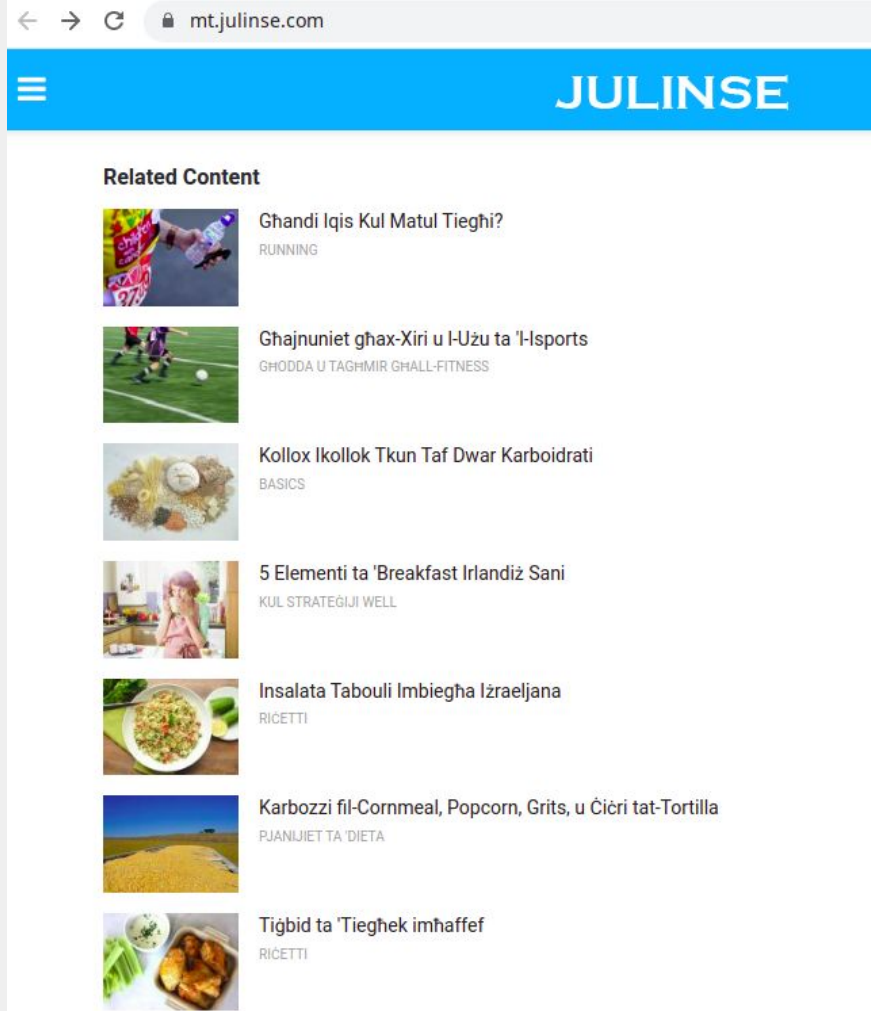 mt.julinse.com
JULINSE
Related Content
Għandi Iqis Kul Matul Tiegħi?
RUNNING
Għajnuniet għax-Xiri u l-Użu ta 'l-Isports
GĦODDA U TAGĦMIR GĦALL-FITNESS
Kollox Ikollok Tkun Taf Dwar Karboidrati
BASICS
5 Elementi ta 'Breakfast Irlandiż Sani
KUL STRATEĠIJI WELL
Insalata Tabouli Imbiegħa Iżraeljana
RIĊETTI
Karbozzi fil-Cornmeal, Popcorn, Grits, u Ċiċri tat-Tortilla
PJANIJIET TA 'DIETA
Tiġbid ta 'Tiegħek imħaffef
RIĊETTI